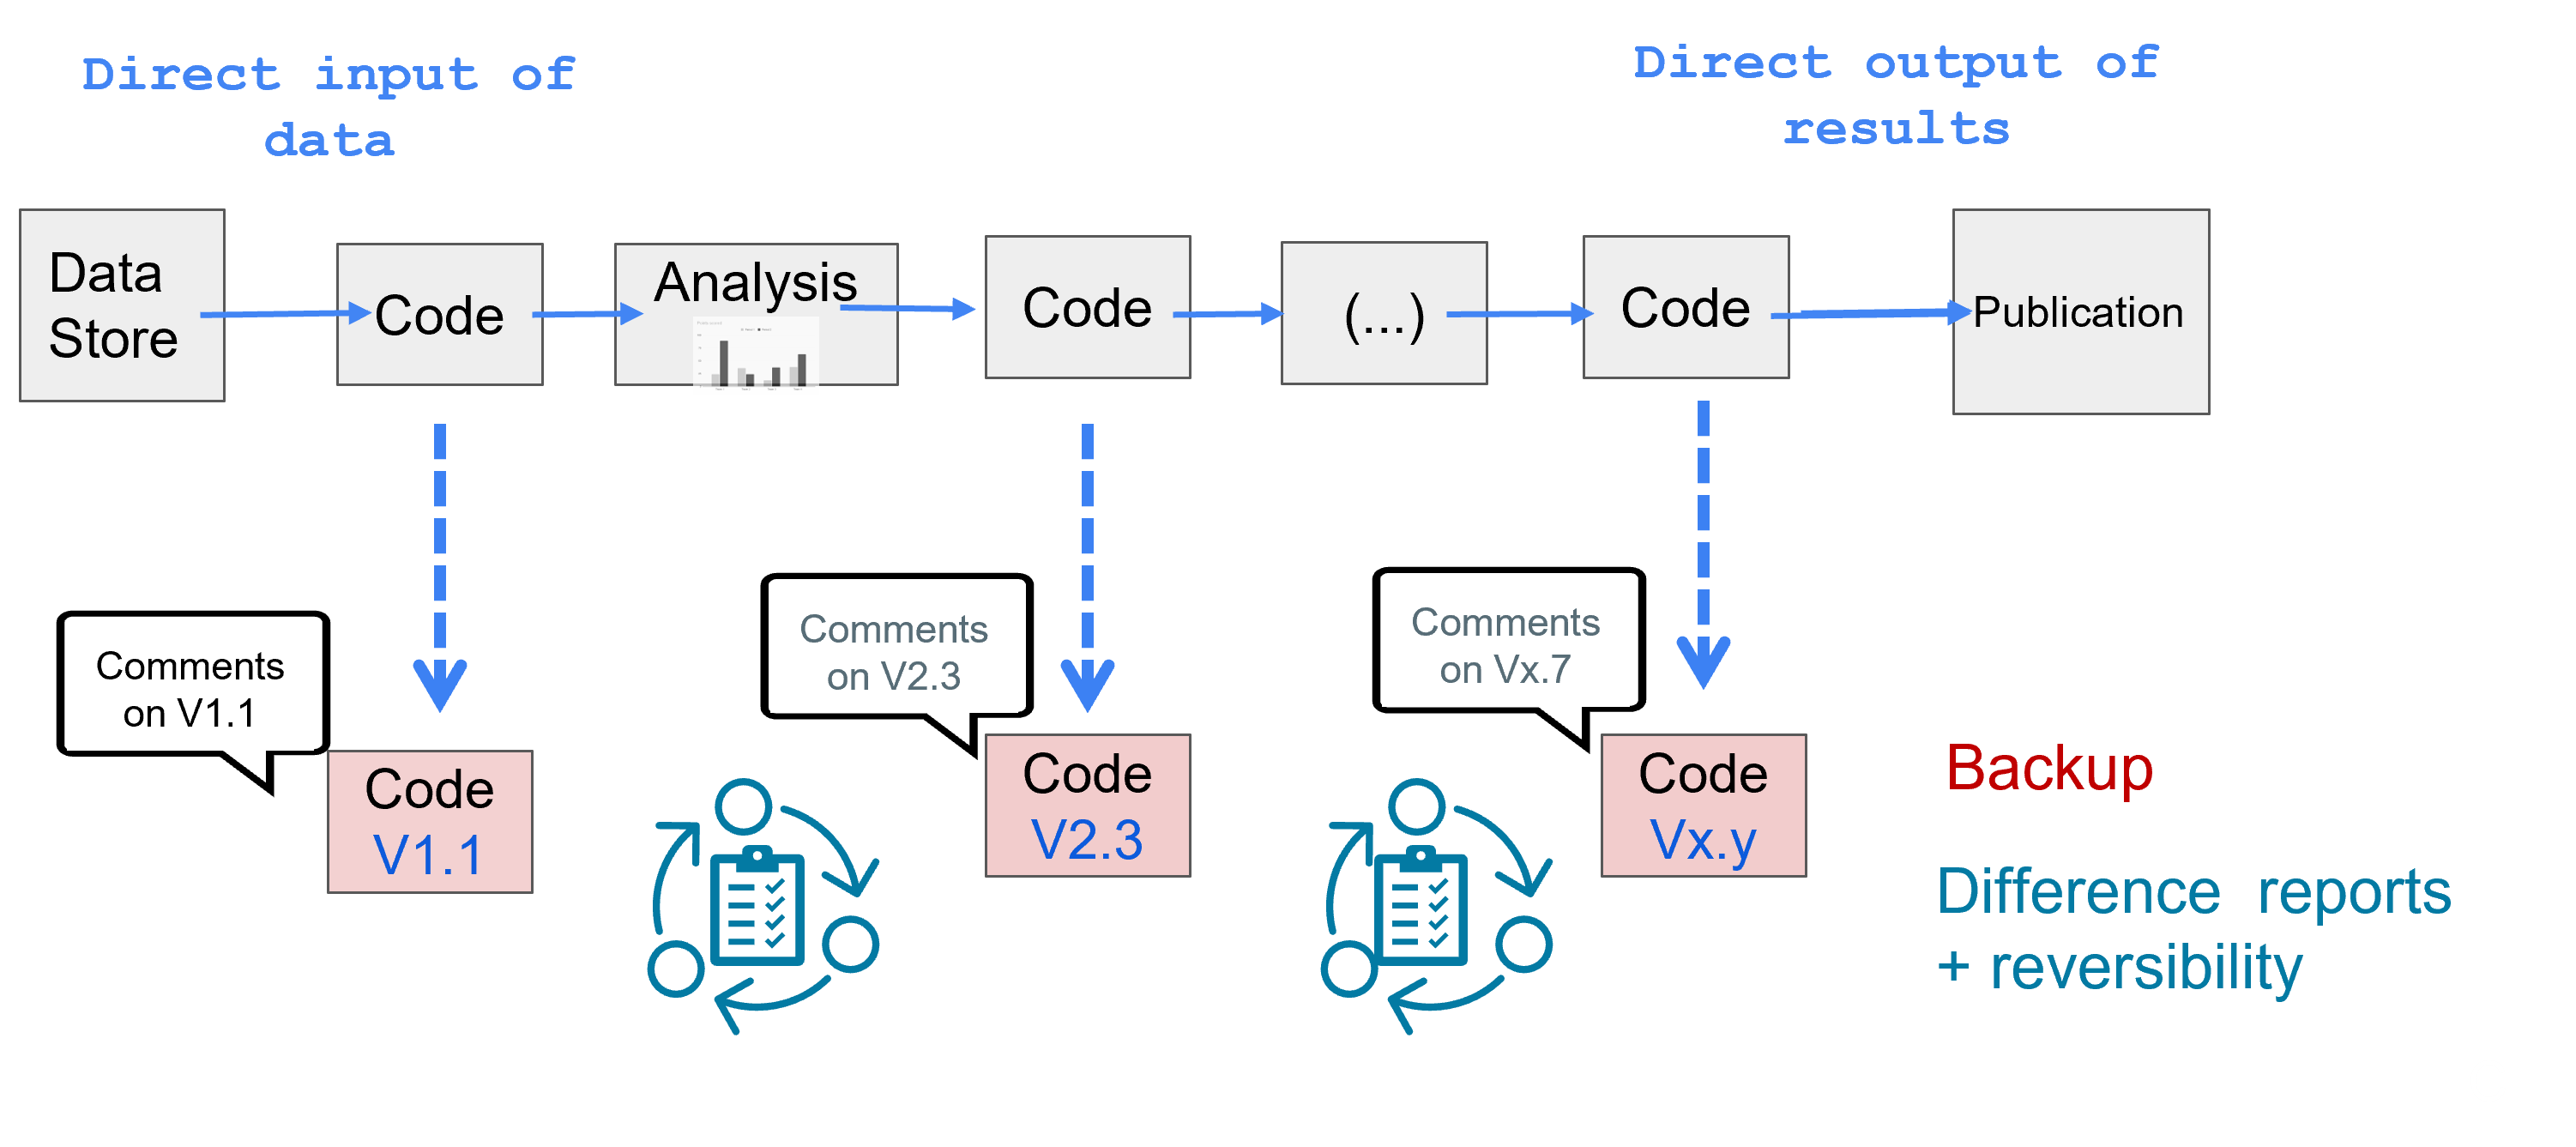 Direct input of
data
Direct output of
results
Data
Store
Code
Analysis
Code
(...)
Code
Publication
Comments
on V1.1
Comments
on V2.3
Comments
on Vx.7
Code
V1.1
Code
V2.3
Code
Vx.y
Backup
Difference reports
+ reversibility